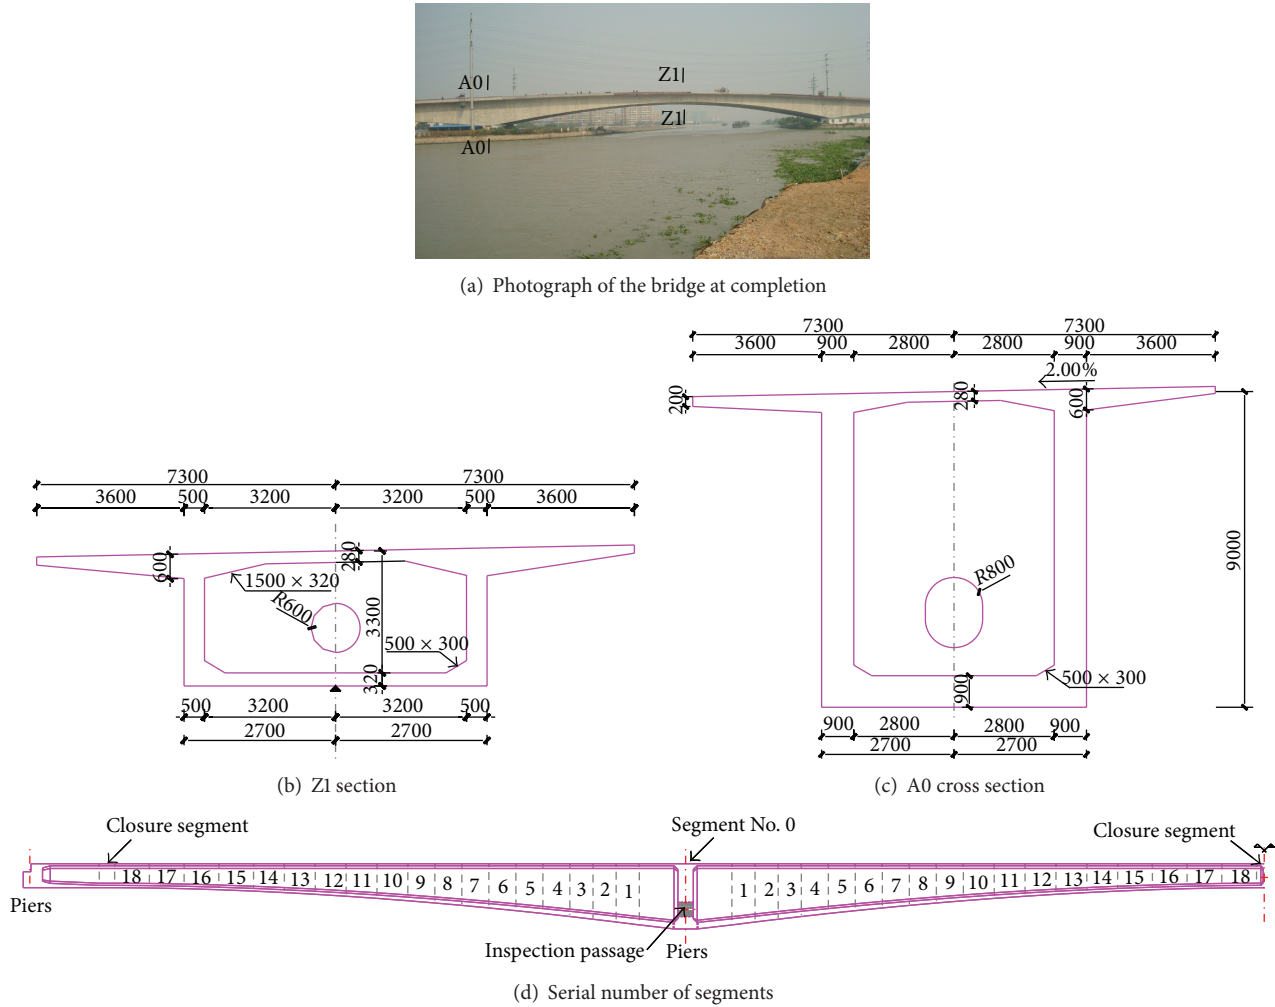 A0
Z1
Z1
A0
(a) Photograph of the bridge at completion
7300 7300
3600 500 3200 3200 500 3600
600
280
1500 × 320
R600
3300
500 × 300
320
500 3200 3200 500
2700 2700
(b) Z1 section
7300 7300
3600 900 2800 2800 900 3600
2.00%
200
280
600
R800
9000
500 × 300
900
900 2800 2800 900
2700 2700
(c) A0 cross section
Closure segment
Segment No. 0
Closure segment
18 17 16 15 14 13 12 11 10 9 8 7 6 5 4 3 2 1
1 2 3 4 5 6 7 8 9 10 11 12 13 14 15 16 17 18
Piers
Inspection passage
Piers
(d) Serial number of segments